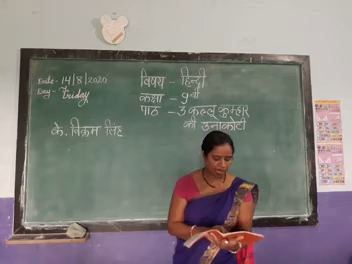 Date - 14/8/2020
Day - Friday
विषय - हिन्दी
कक्षा - 9वीं
पाठ - 3 कल्लू कुम्हार
की उनाकोटी
के. विक्रम सिंह